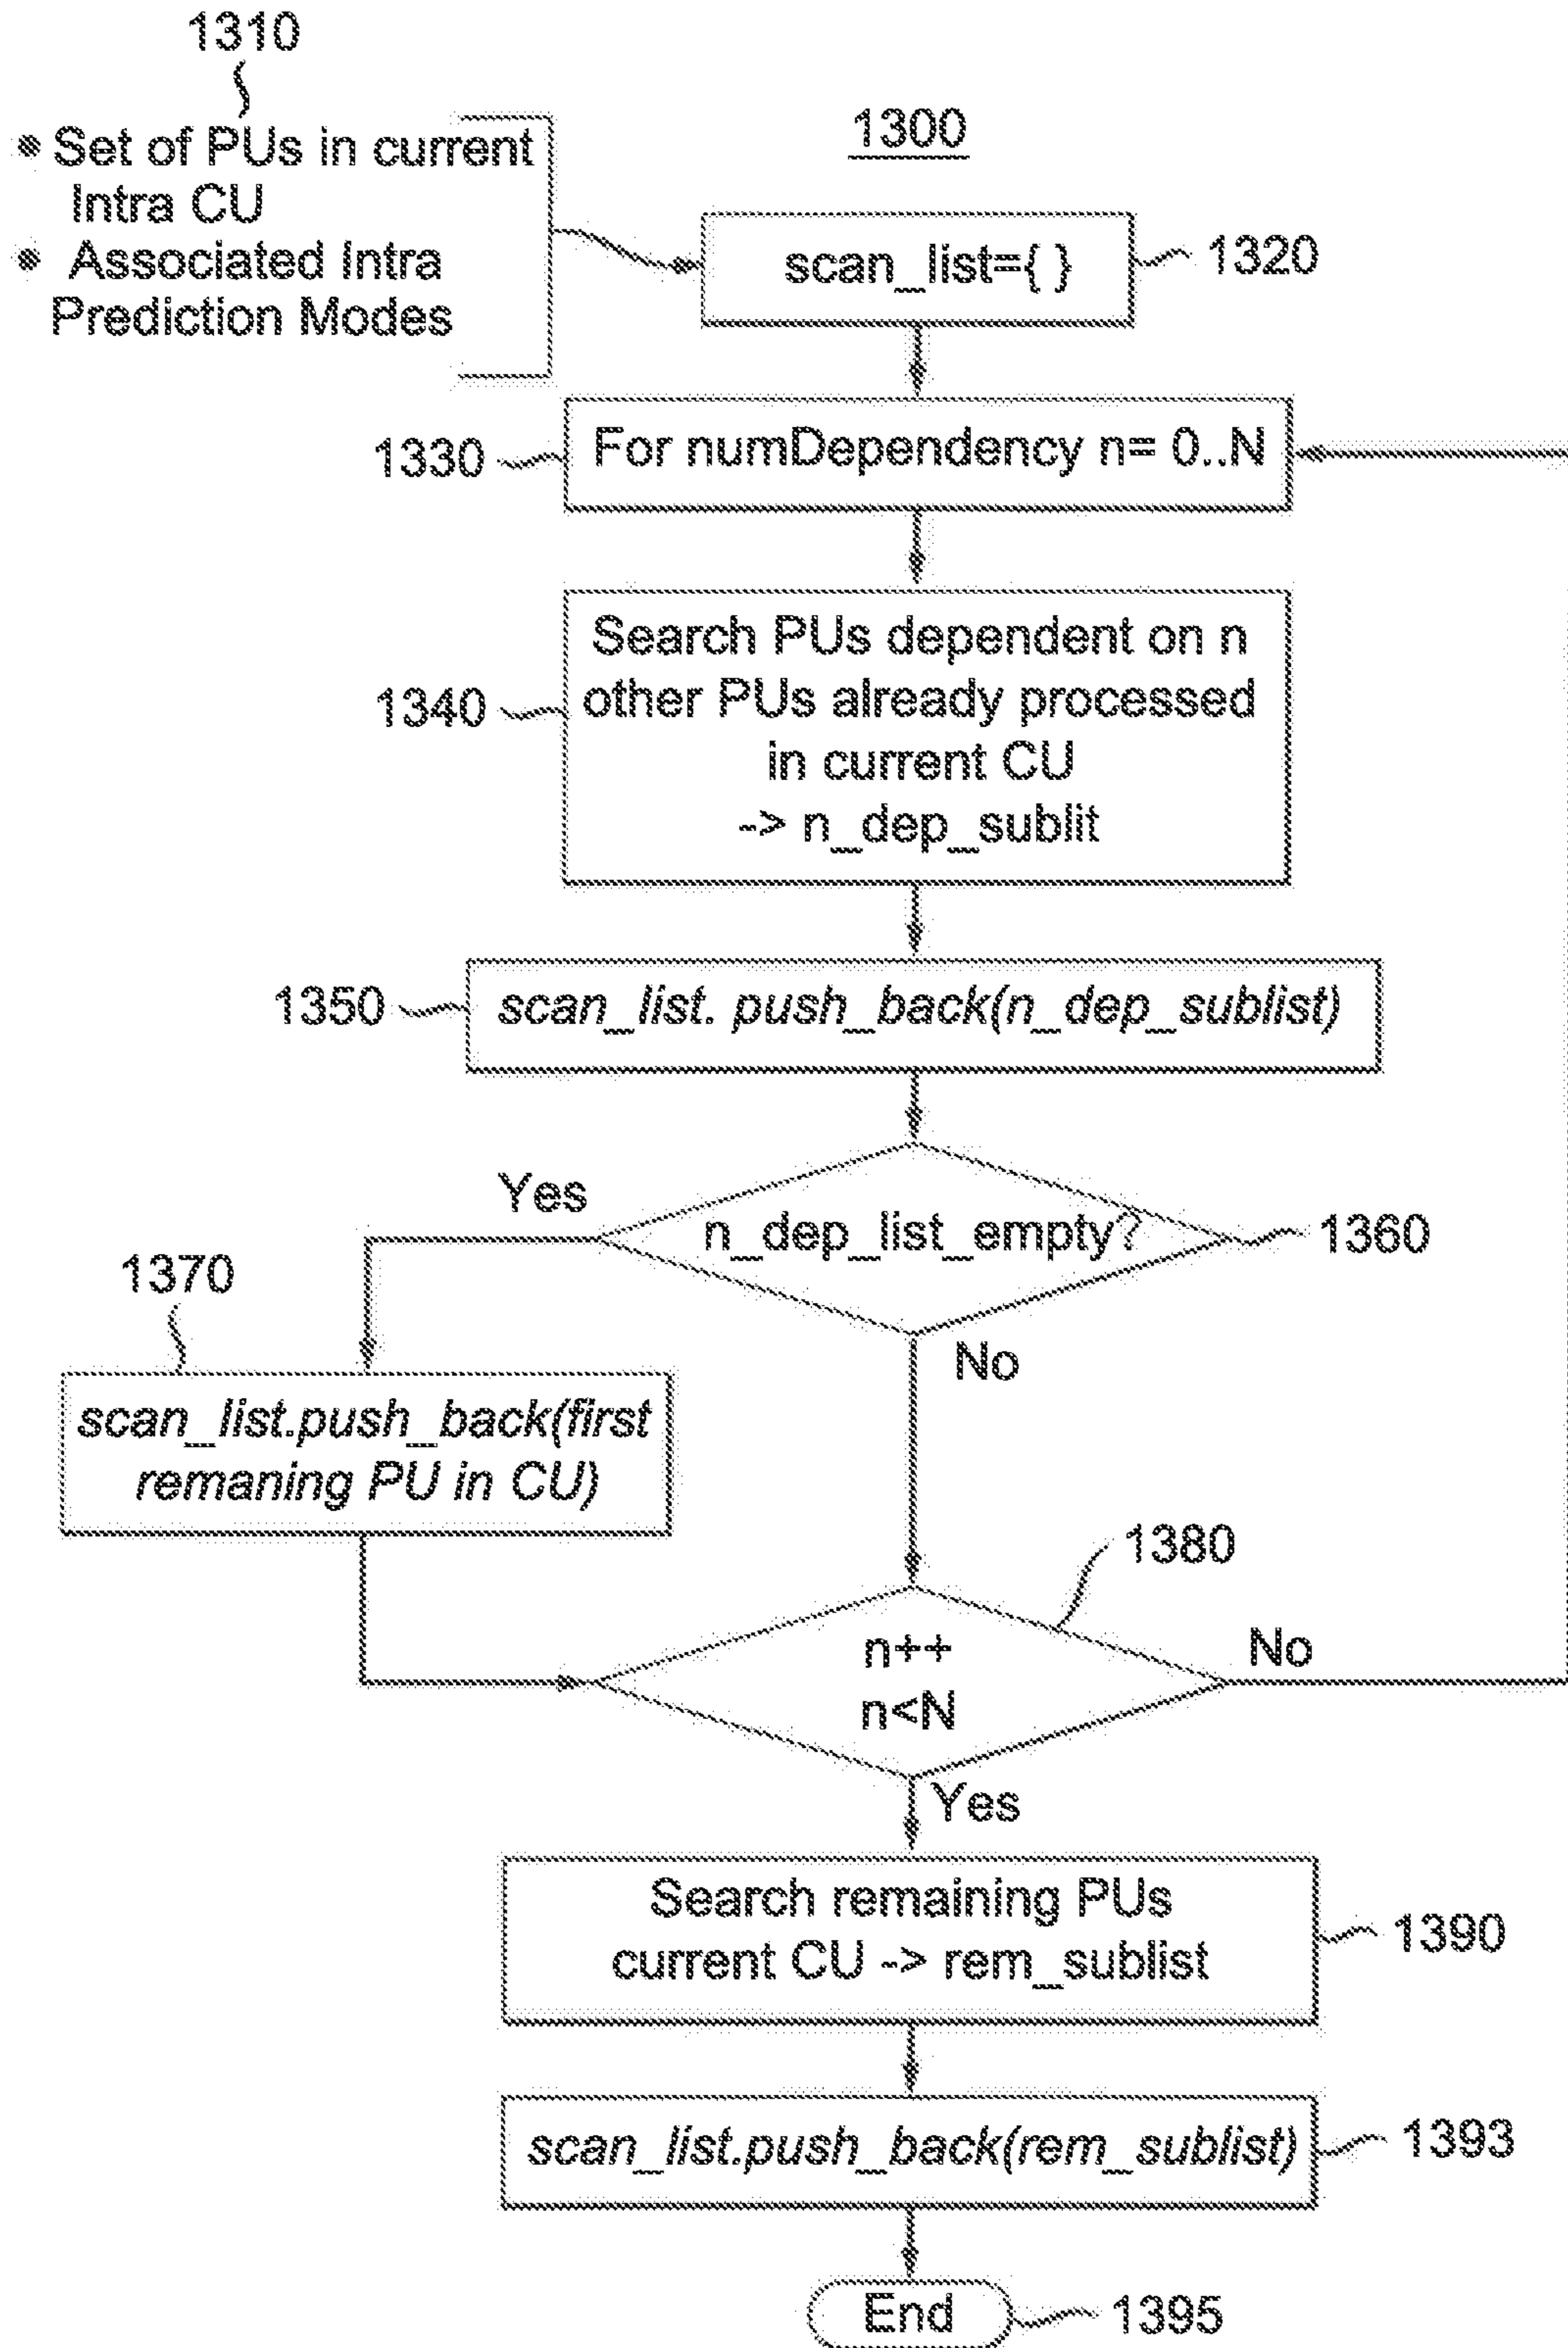 1310
• Set of PUs in current
Intra CU
• Associated Intra
Prediction Modes
1300
scan_list={ }
1320
1330
For numDependency n= 0..N
1340
Search PUs dependent on n
other PUs already processed
in current CU
-> n_dep_sublit
1350
scan_list. push_back(n_dep_sublist)
Yes
n_dep_list_empty?
1360
1370
No
scan_list.push_back(first
remaning PU in CU)
1380
n++
n<N
No
Yes
Search remaining PUs
current CU -> rem_sublist
1390
scan_list.push_back(rem_sublist)
1393
End
1395